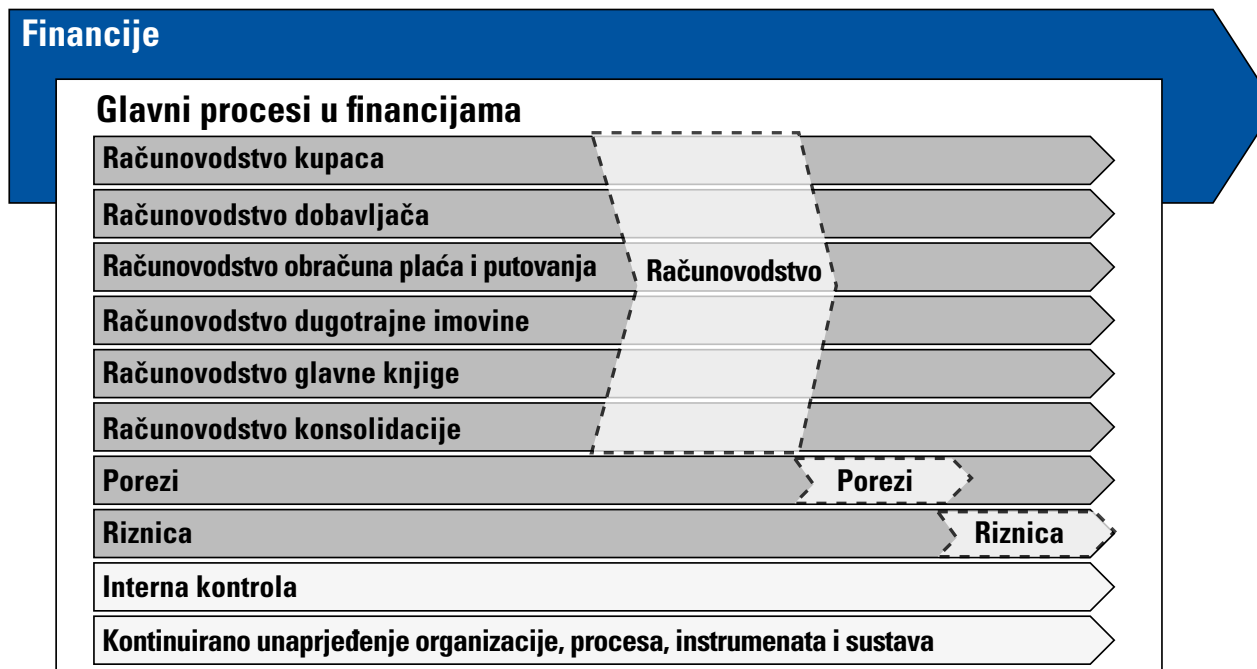 Financije
Glavni procesi u financijama
Računovodstvo kupaca
Računovodstvo dobavljača
Računovodstvo obračuna plaća i putovanja
Računovodstvo
Računovodstvo dugotrajne imovine
Računovodstvo glavne knjige
Računovodstvo konsolidacije
Porezi
Porezi
Riznica
Riznica
Interna kontrola
Kontinuirano unaprjeđenje organizacije, procesa, instrumenata i sustava